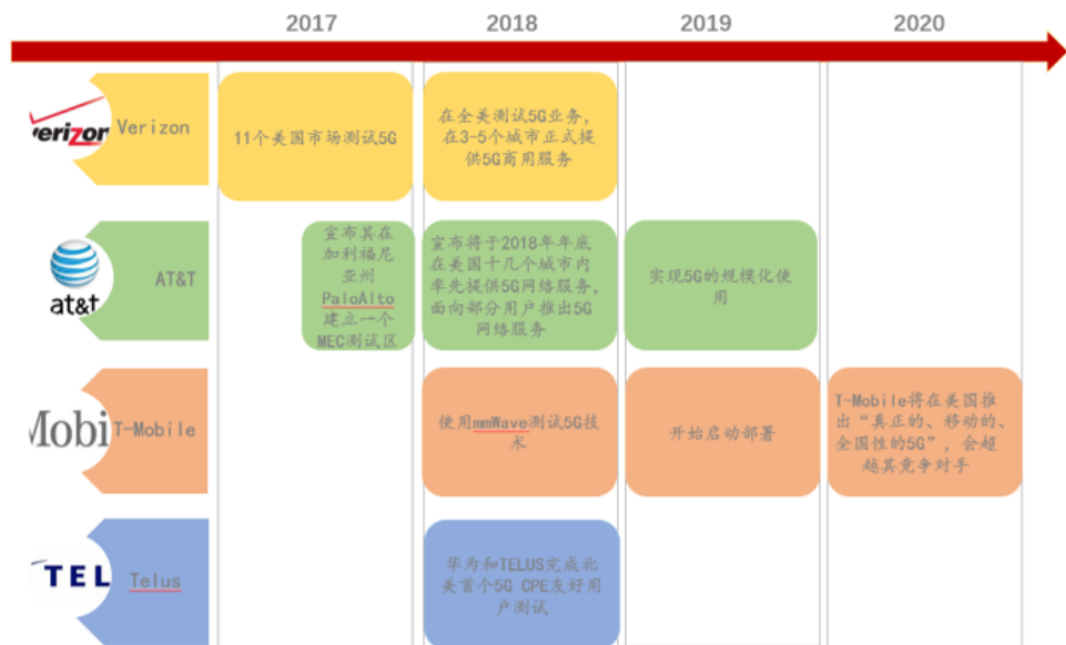 2017 2018 2019 2020
verizon
Verizon
11个美国市场测试5G
在全美测试5G业务，
在3-5个城市正式提
供5G商用服务
at&t
AT&T
宣布其在
加利福尼
亚州
PaloAlto
建立一个
MEC测试区
宣布将于2018年年底
在美国十几个城市内
率先提供5G网络服务，
面向部分用户推出5G
网络服务
实现5G的规模化使
用
Mobi
T-Mobile
使用mmWave测试5G技
术
开始启动部署
T-Mobile将在美国推
出“真正的、移动的、
全国性的5G”，会超
越其竞争对手
TEL
Telus
华为和TELUS完成北
美首个5G CPE友好用
户测试